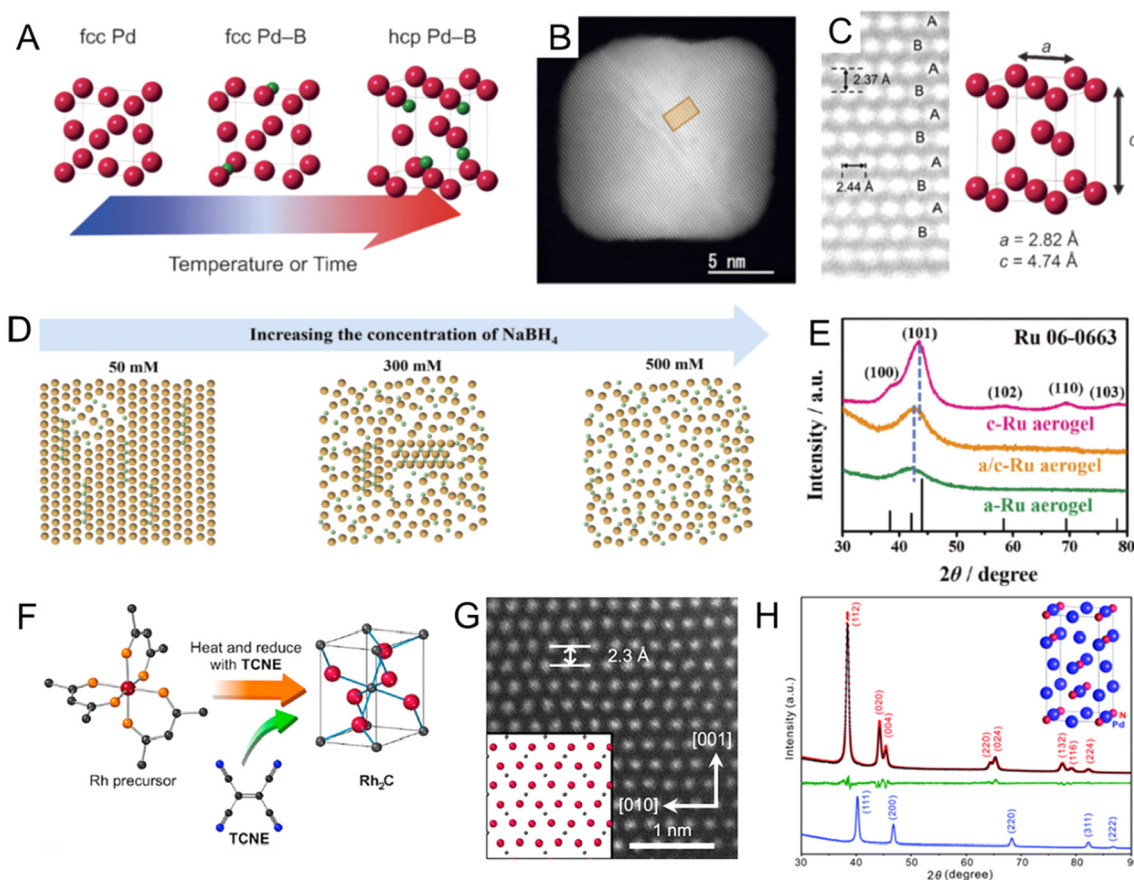 A
fcc Pd
fcc Pd–B
hcp Pd–B
Temperature or Time
B
5 nm
C
A
B
A
B
A
B
A
B
A
B
2.37 Å
2.44 Å
a
c
a = 2.82 Å
c = 4.74 Å
D
Increasing the concentration of NaBH₄
50 mM
300 mM
500 mM
E
Ru 06-0663
(101)
(100)
(102)
(110)
(103)
c-Ru aerogel
a/c-Ru aerogel
a-Ru aerogel
Intensity / a.u.
30 40 50 60 70 80
2θ / degree
F
Heat and reduce
with TCNE
Rh precursor
TCNE
Rh₂C
G
2.3 Å
[001]
[010]
1 nm
H
(112)
(020)
(004)
(220)
(024)
(132)
(116)
(224)
N
Pd
(111)
(200)
(220)
(311)
(222)
Intensity (a.u.)
30 40 50 60 70 80 90
2θ (degree)